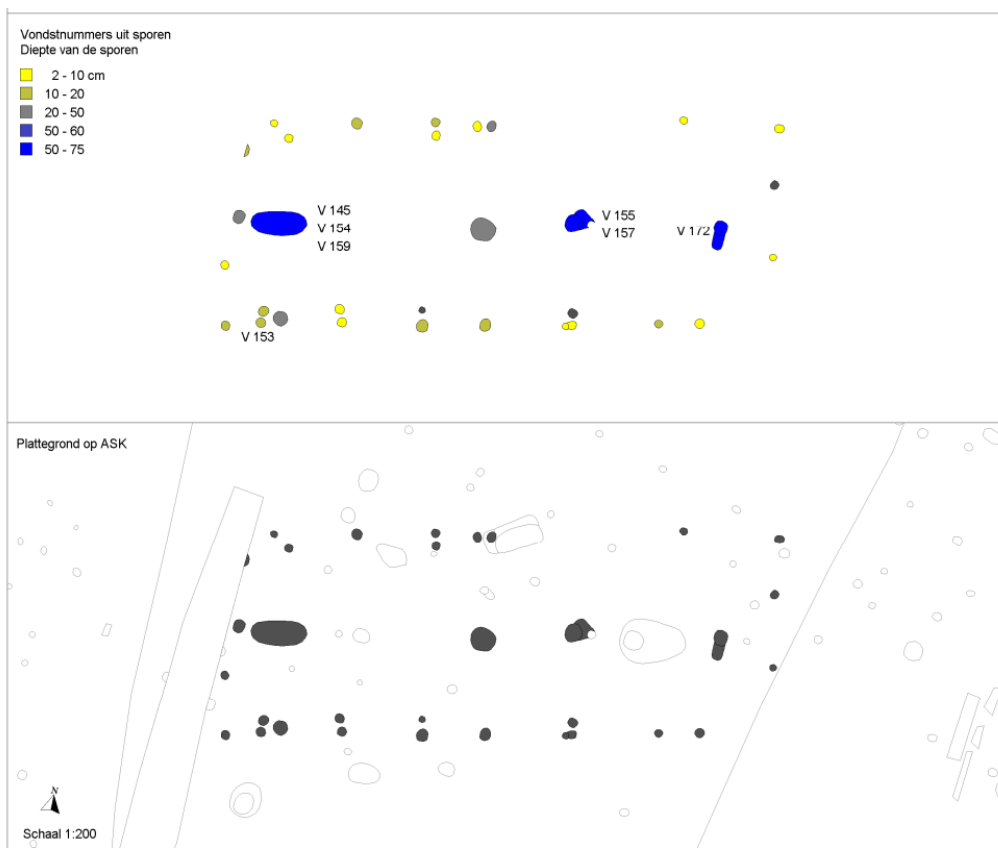 Vondstnummers uit sporen
Diepte van de sporen
2 - 10 cm
10 - 20
20 - 50
50 - 60
50 - 75
V 145
V 154
V 159
V 155
V 157
V 172
V 153
Plattegrond op ASK
N
Schaal 1:200